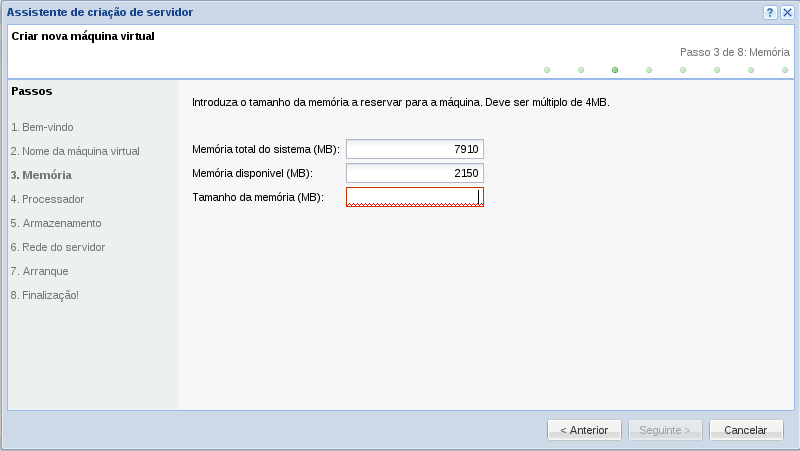 Assistente de criação de servidor
Criar nova máquina virtual
Passo 3 de 8: Memória
Passos
1. Bem-vindo
2. Nome da máquina virtual
3. Memória
4. Processador
5. Armazenamento
6. Rede do servidor
7. Arranque
8. Finalização!
Introduza o tamanho da memória a reservar para a máquina. Deve ser múltiplo de 4MB.
Memória total do sistema (MB): 7910
Memória disponivel (MB): 2150
Tamanho da memória (MB):
< Anterior Seguinte > Cancelar